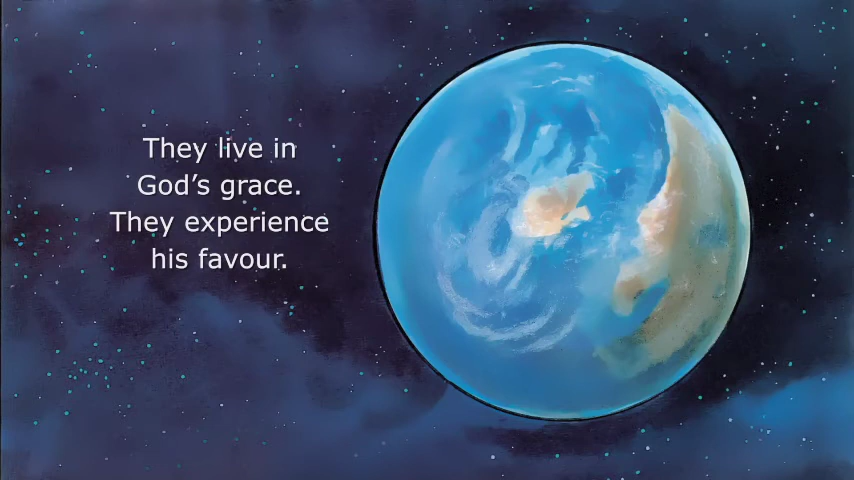 They live in
God’s grace.
They experience
his favour.